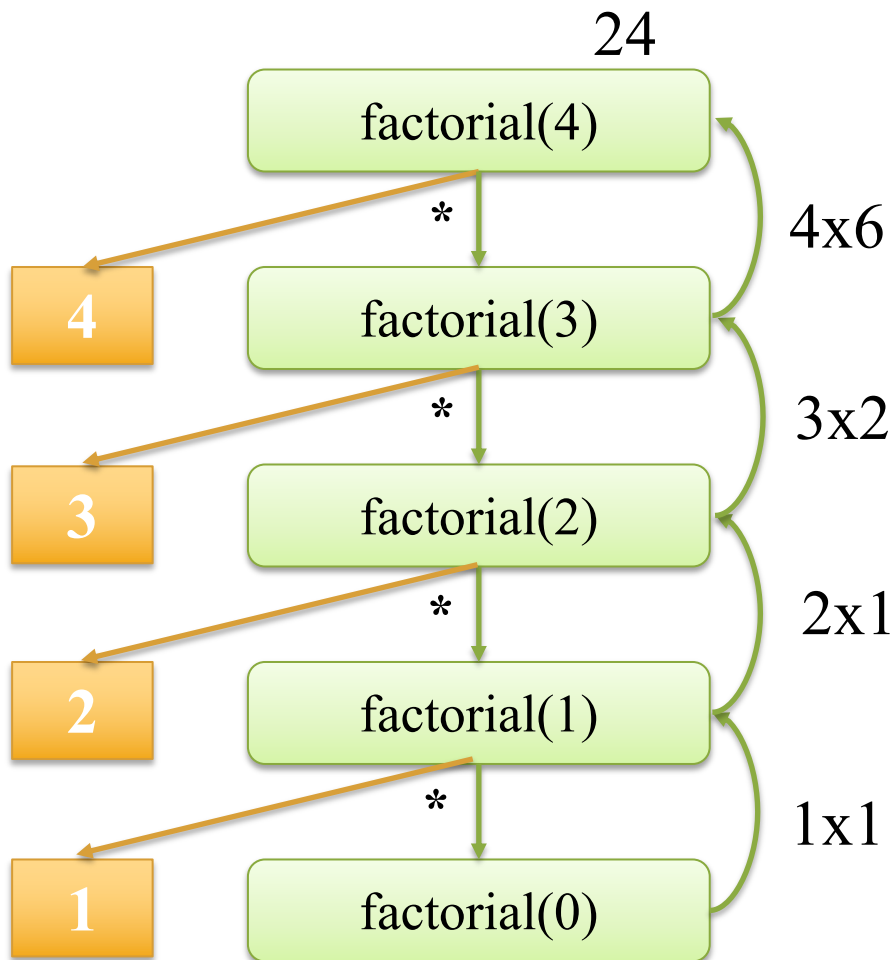 24
factorial(4)
*
4x6
4
factorial(3)
*
3x2
3
factorial(2)
*
2x1
2
factorial(1)
*
1x1
1
factorial(0)